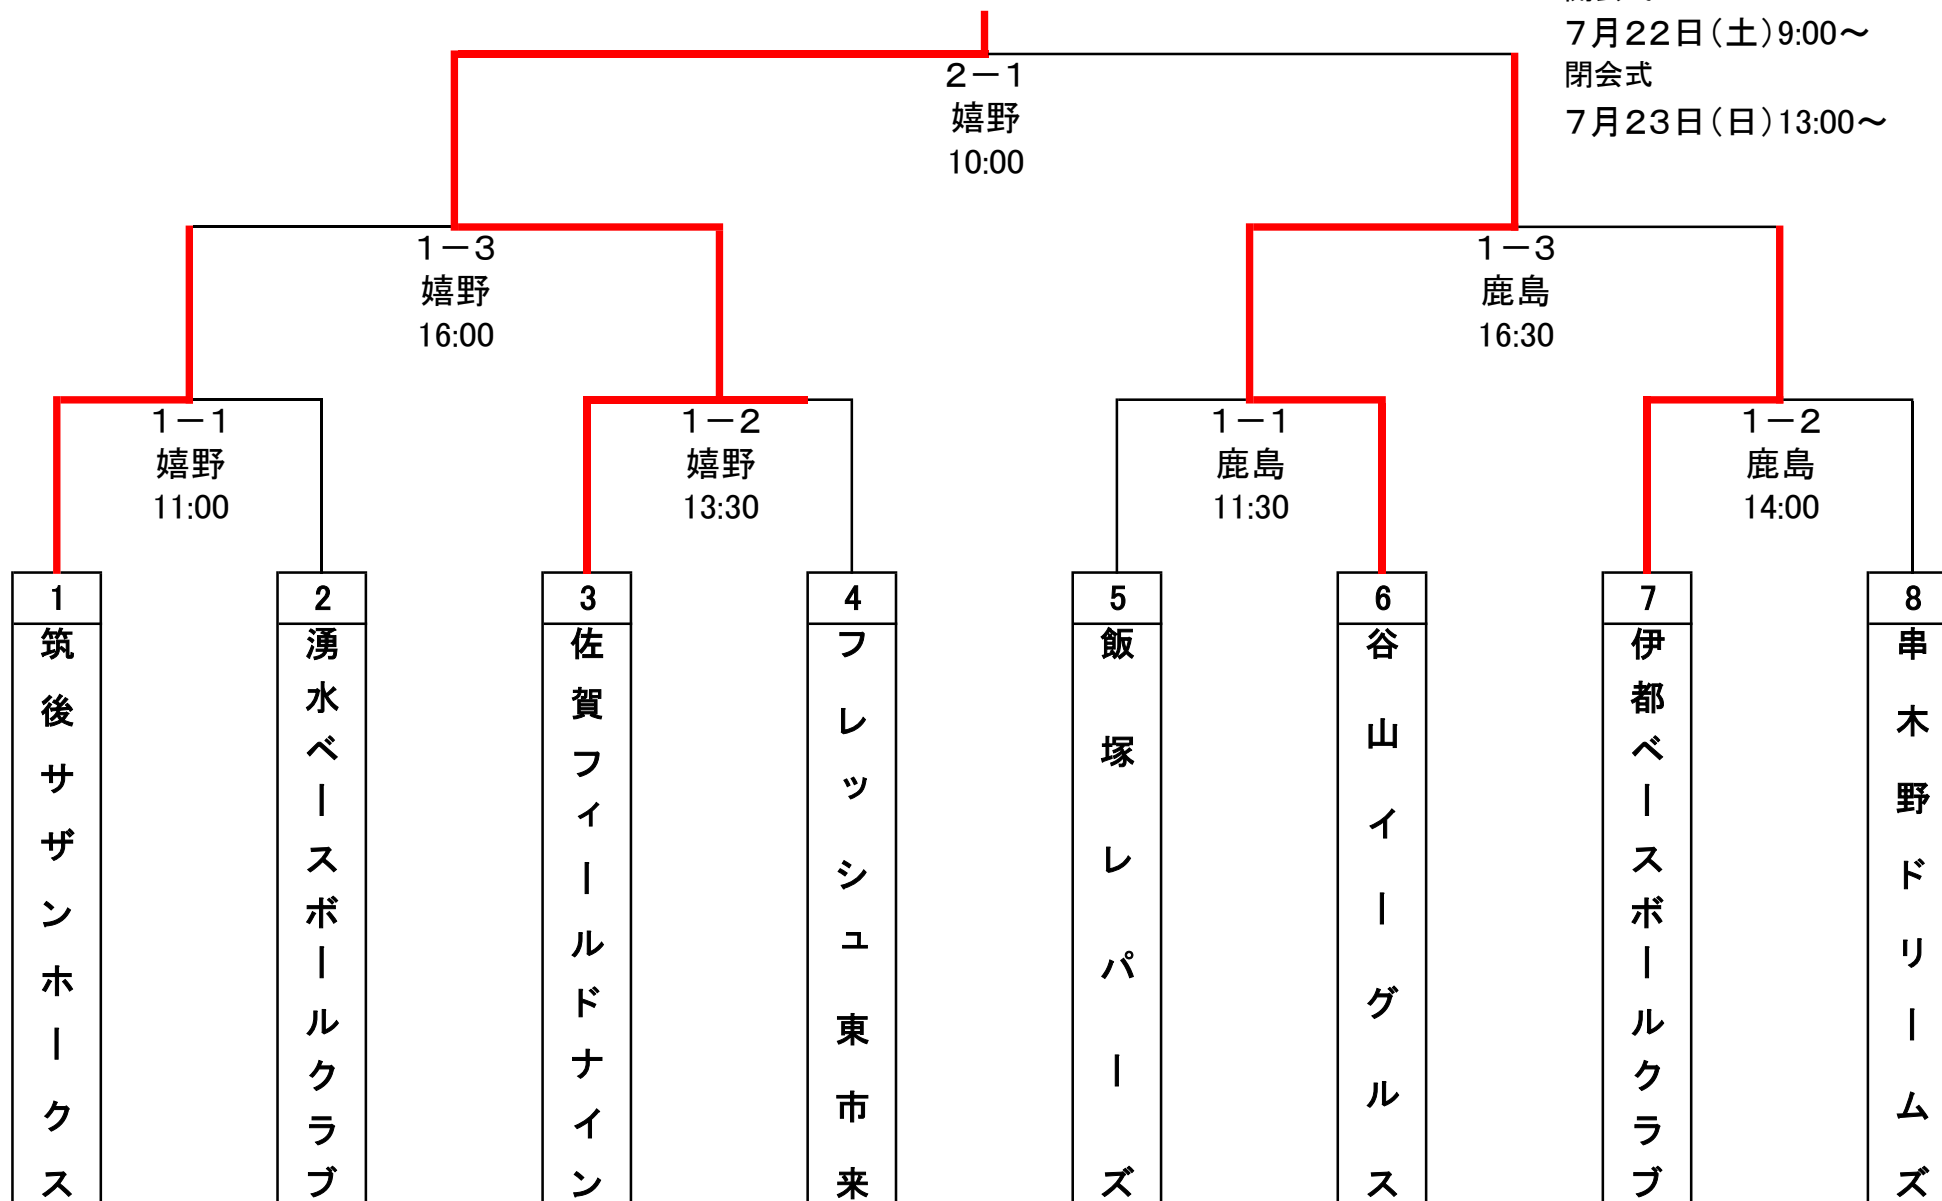 7月22日(土)9:00～
閉会式
7月23日(日)13:00～
2－1
嬉野
10:00
1－3
嬉野
16:00
1－3
鹿島
16:30
1－1
嬉野
11:00
1－2
嬉野
13:30
1－1
鹿島
11:30
1－2
鹿島
14:00
1
筑後サザンホークス
2
湧水ベースボールクラブ
3
佐賀フィールドナイン
4
フレッシュ東市来
5
飯塚レパーズ
6
谷山イーグルス
7
伊都ベースボールクラブ
8
串木野ドリームズ